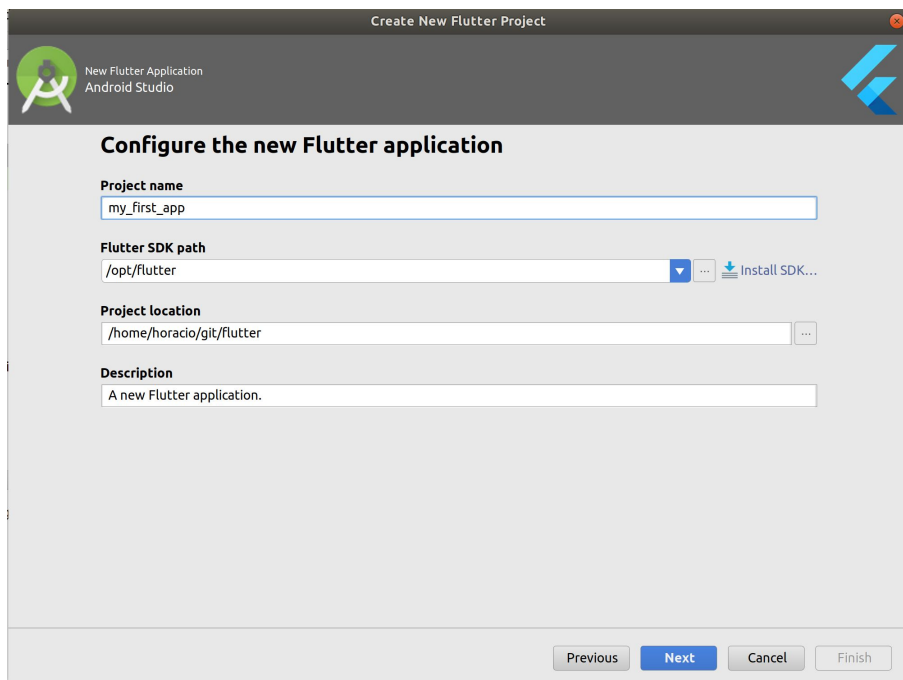 Create New Flutter Project
New Flutter Application
Android Studio
Configure the new Flutter application
Project name
my_first_app
Flutter SDK path
/opt/flutter
... Install SDK...
Project location
/home/horacio/git/flutter
...
Description
A new Flutter application.
Previous Next Cancel Finish